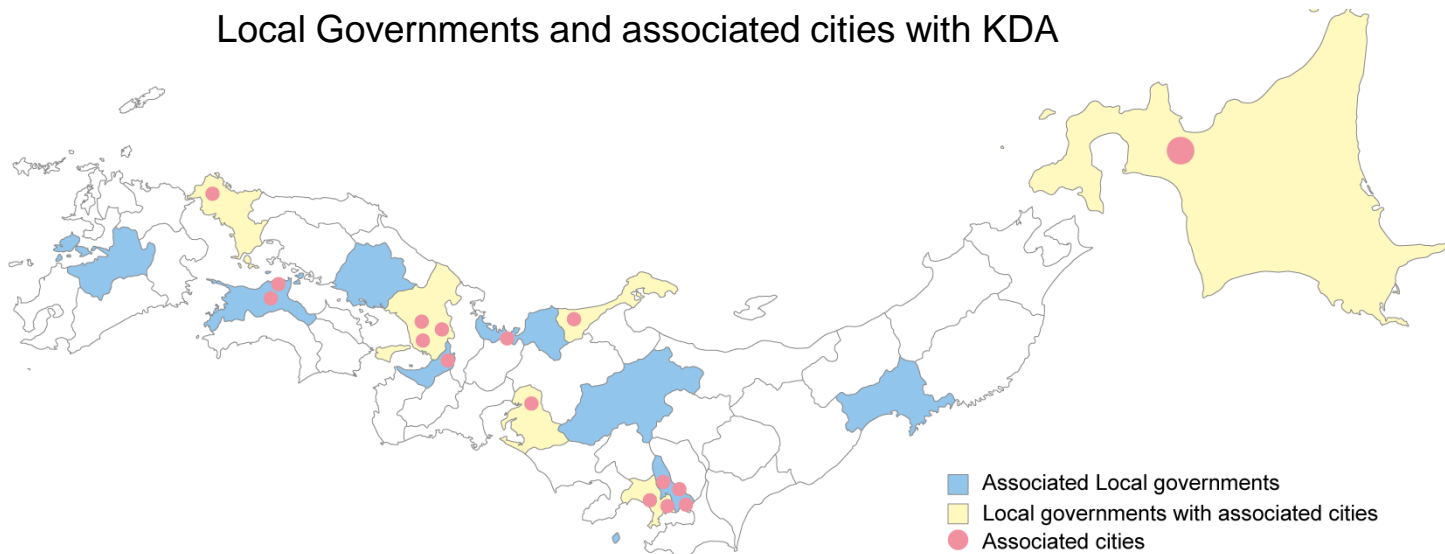 Local Governments and associated cities with KDA
Associated Local governments
Local governments with associated cities
Associated cities